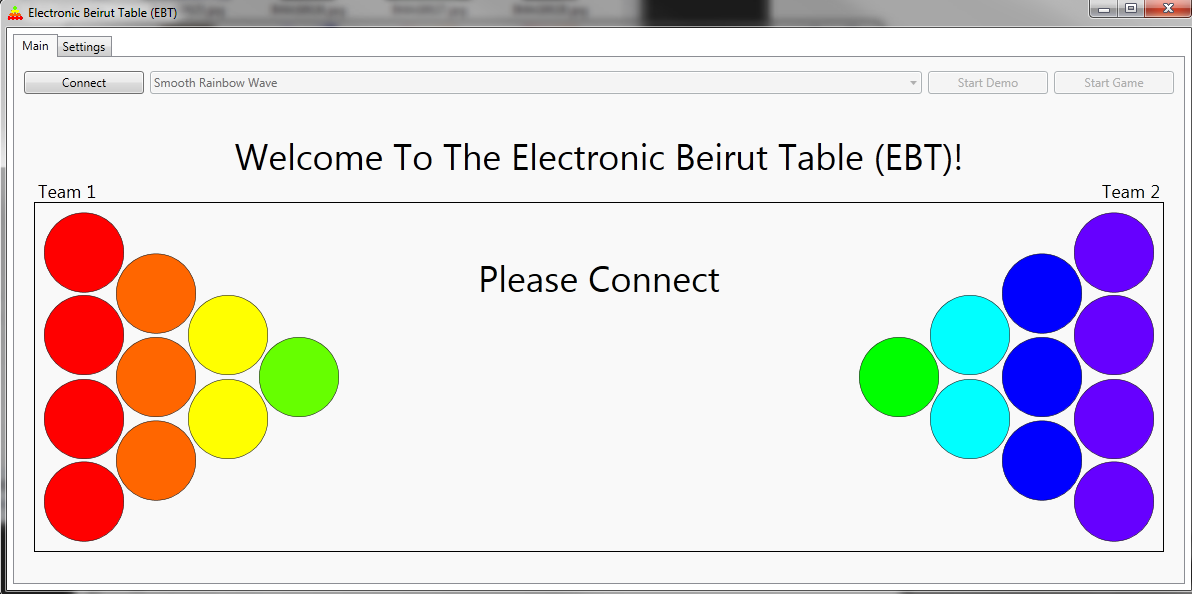 Electronic Beirut Table (EBT)
Main Settings
Connect Smooth Rainbow Wave Start Demo Start Game
Welcome To The Electronic Beirut Table (EBT)!
Team 1 Team 2
Please Connect